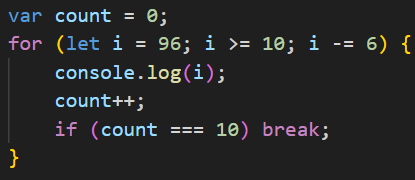 var count = 0;
for (let i = 96; i >= 10; i -= 6) {
    console.log(i);
    count++;
    if (count === 10) break;
}